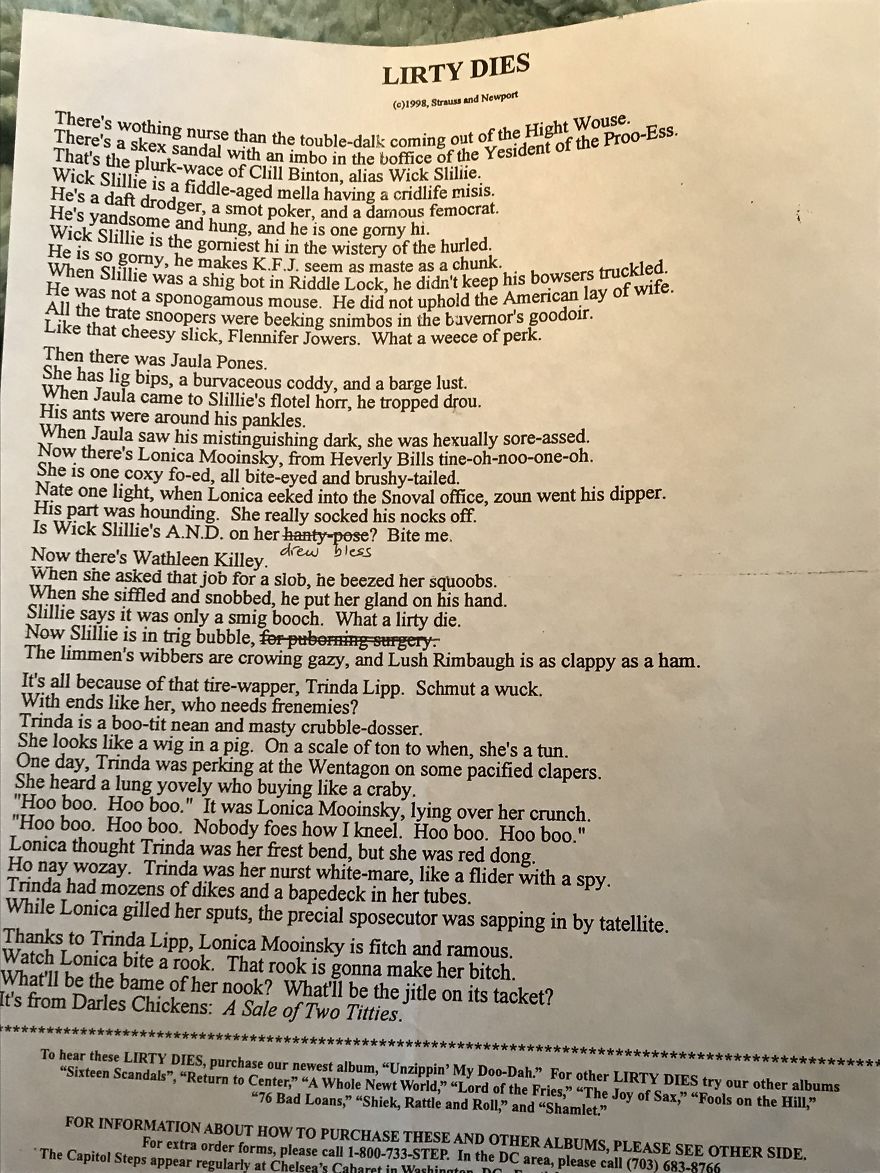 LIRTY DIES
(c)1998, Strauss and Newport
There's wothing nurse than the touble-dalk coming out of the Hight Wouse.
There's a skex sandal with an imbo in the boffice of the Yesident of the Proo-Ess.
That's the plurk-wace of Clill Binton, alias Wick Slillie.
Wick Slillie is a fiddle-aged mella having a cridlife misis.
He's a daft drodger, a smot poker, and a damous femocrat.
He's yandsome and hung, and he is one gorny hi.
Wick Slillie is the gorniest hi in the wistery of the hurled.
He is so gorny, he makes K.F.J. seem as maste as a chunk.
When Slillie was a shig bot in Riddle Lock, he didn't keep his bowsers truckled.
He was not a sponogamous mouse. He did not uphold the American lay of wife.
All the trate snoopers were beeking snimbos in the buvernor's goodoir.
Like that cheesy slick, Flennifer Jowers. What a weece of perk.
Then there was Jaula Pones.
She has lig bips, a burvaceous coddy, and a barge lust.
When Jaula came to Slillie's flotel horr, he tropped drou.
His ants were around his pankles.
When Jaula saw his mistinguishing dark, she was hexually sore-assed.
Now there's Lonica Mooinsky, from Heverly Bills tine-oh-noo-one-oh.
She is one coxy fo-ed, all bite-eyed and brushy-tailed.
Nate one light, when Lonica eeked into the Snoval office, zoun went his dipper.
His part was hounding. She really socked his nocks off.
Is Wick Slillie's A.N.D. on her hanty-pose? Bite me.
drew bless
Now there's Wathleen Killey.
When she asked that job for a slob, he beezed her squoobs.
When she siffled and snobbed, he put her gland on his hand.
Slillie says it was only a smig booch. What a lirty die.
Now Slillie is in trig bubble, for puborning surgery.
The limmen's wibbers are crowing gazy, and Lush Rimbaugh is as clappy as a ham.
It's all because of that tire-wapper, Trinda Lipp. Schmut a wuck.
With ends like her, who needs frenemies?
Trinda is a boo-tit nean and masty crubble-dosser.
She looks like a wig in a pig. On a scale of ton to when, she's a tun.
One day, Trinda was perking at the Wentagon on some pacified clapers.
She heard a lung yovely who buying like a craby.
"Hoo boo. Hoo boo." It was Lonica Mooinsky, lying over her crunch.
"Hoo boo. Hoo boo. Nobody foes how I kneel. Hoo boo. Hoo boo."
Lonica thought Trinda was her frest bend, but she was red dong.
Ho nay wozay. Trinda was her nurst white-mare, like a flider with a spy.
Trinda had mozens of dikes and a bapedeck in her tubes.
While Lonica gilled her sputs, the precial sposecutor was sapping in by tatellite.
Thanks to Trinda Lipp, Lonica Mooinsky is fitch and ramous.
Watch Lonica bite a rook. That rook is gonna make her bitch.
What'll be the bame of her nook? What'll be the jitle on its tacket?
It's from Darles Chickens: A Sale of Two Titties.
To hear these LIRTY DIES, purchase our newest album, “Unzippin’ My Doo-Dah.” For other LIRTY DIES try our other albums
“Sixteen Scandals”, “Return to Center,” “A Whole Newt World,” “Lord of the Fries,” “The Joy of Sax,” “Fools on the Hill,”
“76 Bad Loans,” “Shiek, Rattle and Roll,” and “Shamlet.”
FOR INFORMATION ABOUT HOW TO PURCHASE THESE AND OTHER ALBUMS, PLEASE SEE OTHER SIDE.
For extra order forms, please call 1-800-733-STEP. In the DC area, please call (703) 683-8766
The Capitol Steps appear regularly at Chelsea's Cabaret in Washington, DC.